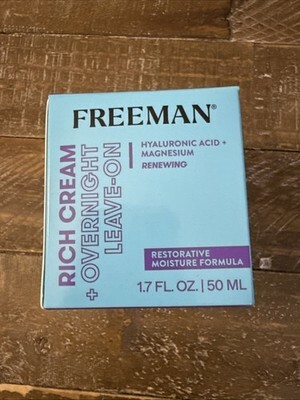 FREEMAN®
HYALURONIC ACID +
MAGNESIUM
RENEWING
RICH CREAM
+ OVERNIGHT
LEAVE-ON
RESTORATIVE
MOISTURE FORMULA
1.7 FL. OZ. | 50 ML